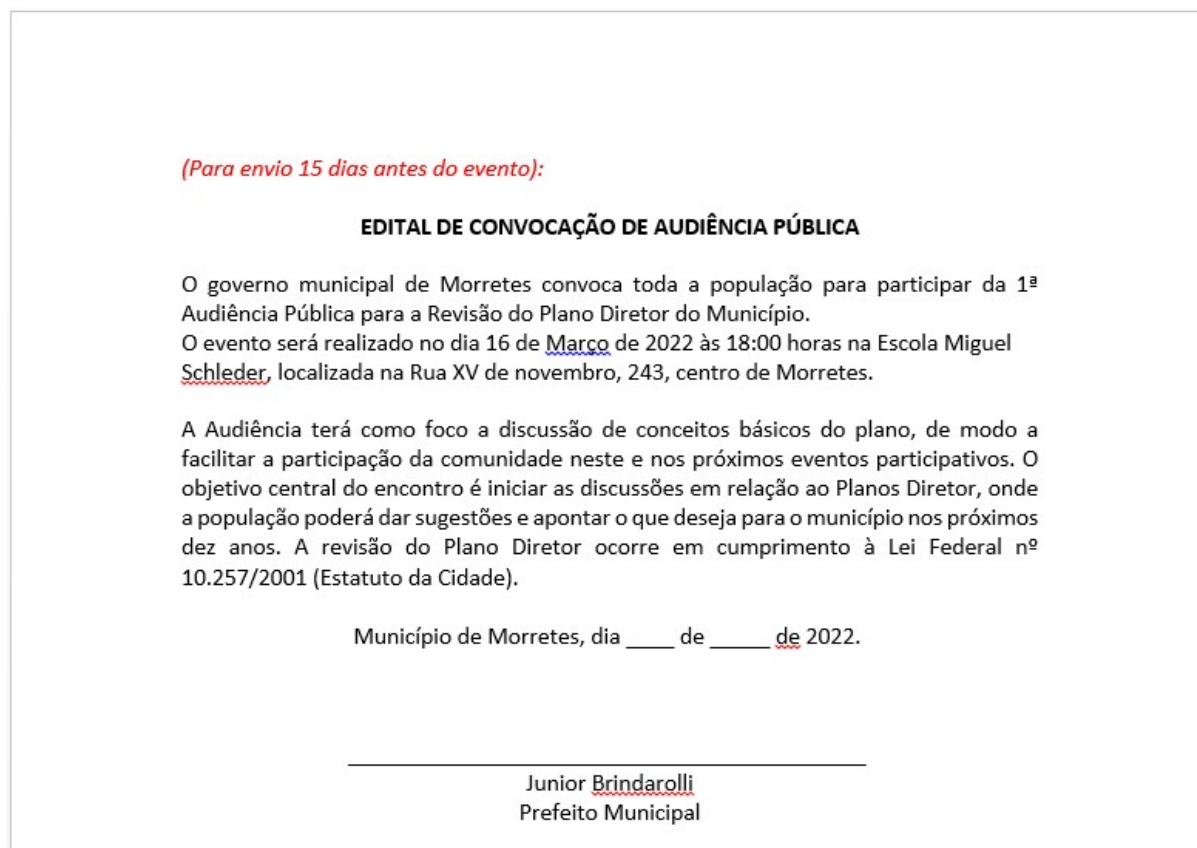 (Para envio 15 dias antes do evento):
EDITAL DE CONVOCAÇÃO DE AUDIÊNCIA PÚBLICA
O governo municipal de Morretes convoca toda a população para participar da 1ª
Audiência Pública para a Revisão do Plano Diretor do Município.
O evento será realizado no dia 16 de Março de 2022 às 18:00 horas na Escola Miguel
Schleder, localizada na Rua XV de novembro, 243, centro de Morretes.
A Audiência terá como foco a discussão de conceitos básicos do plano, de modo a
facilitar a participação da comunidade neste e nos próximos eventos participativos. O
objetivo central do encontro é iniciar as discussões em relação ao Planos Diretor, onde
a população poderá dar sugestões e apontar o que deseja para o município nos próximos
dez anos. A revisão do Plano Diretor ocorre em cumprimento à Lei Federal nº
10.257/2001 (Estatuto da Cidade).
Município de Morretes, dia ____ de _____ de 2022.
Junior Brindarolli
Prefeito Municipal